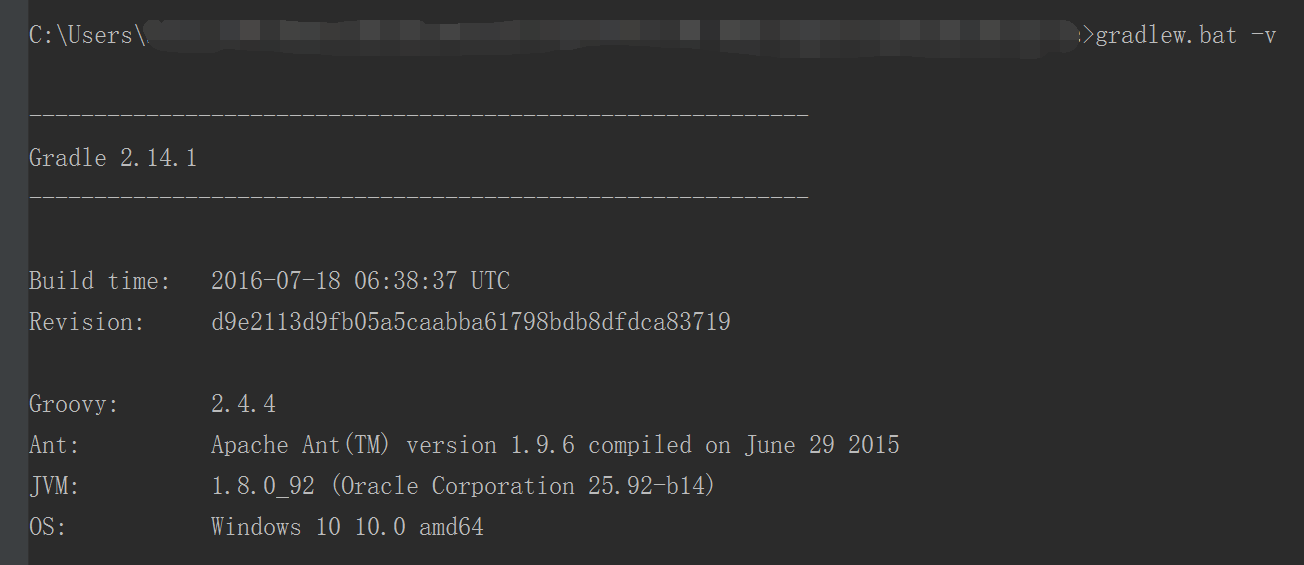 C:\Users\>gradlew.bat -v
------------------------------------------------------------
Gradle 2.14.1
------------------------------------------------------------
Build time:   2016-07-18 06:38:37 UTC
Revision:     d9e2113d9fb05a5caabba61798bdb8dfdca83719
Groovy:       2.4.4
Ant:          Apache Ant(TM) version 1.9.6 compiled on June 29 2015
JVM:          1.8.0_92 (Oracle Corporation 25.92-b14)
OS:           Windows 10 10.0 amd64